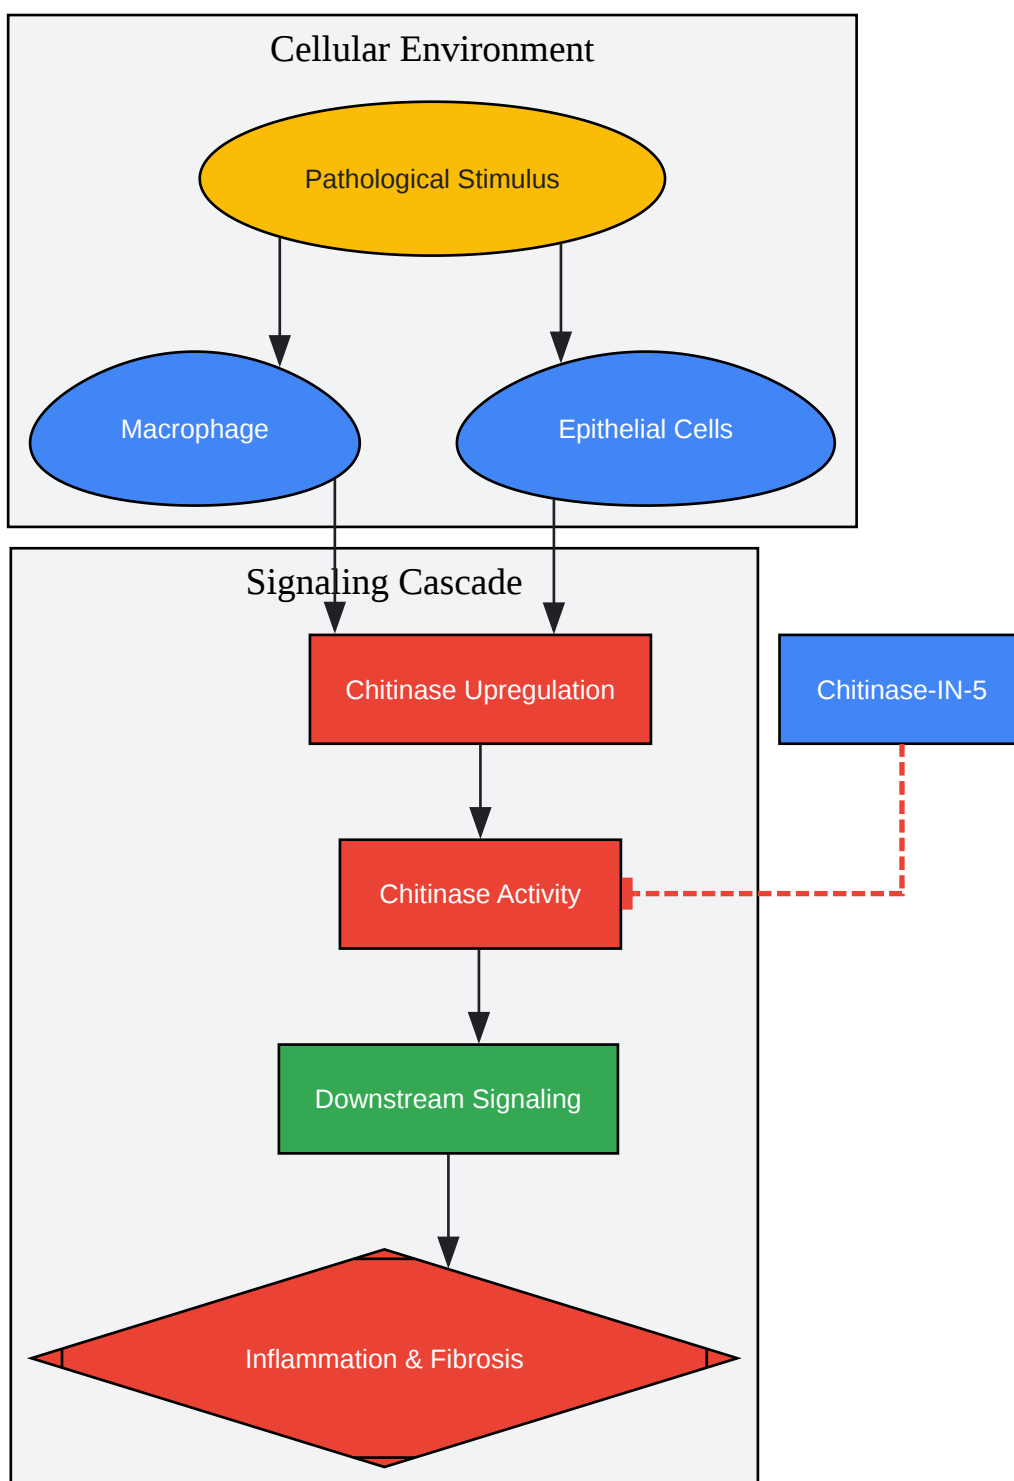 Cellular Environment
Pathological Stimulus
Macrophage
Epithelial Cells
Signaling Cascade
Chitinase Upregulation
Chitinase-IN-5
Chitinase Activity
Downstream Signaling
Inflammation & Fibrosis